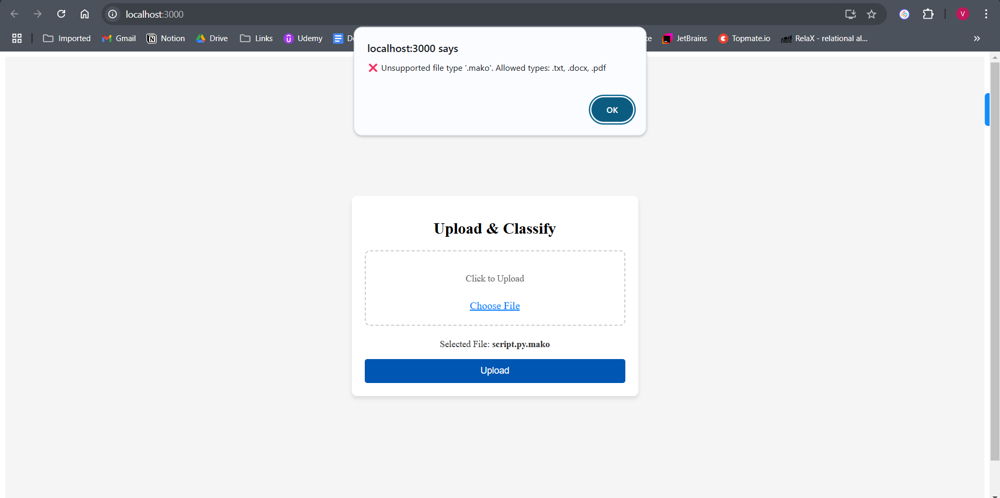 localhost:3000
V
Imported Gmail Notion Drive Links Udemy JetBrains Topmate.io RelaX - relational al...
localhost:3000 says
❌ Unsupported file type '.mako'. Allowed types: .txt, .docx, .pdf
OK
Upload & Classify
Click to Upload
Choose File
Selected File: script.py.mako
Upload